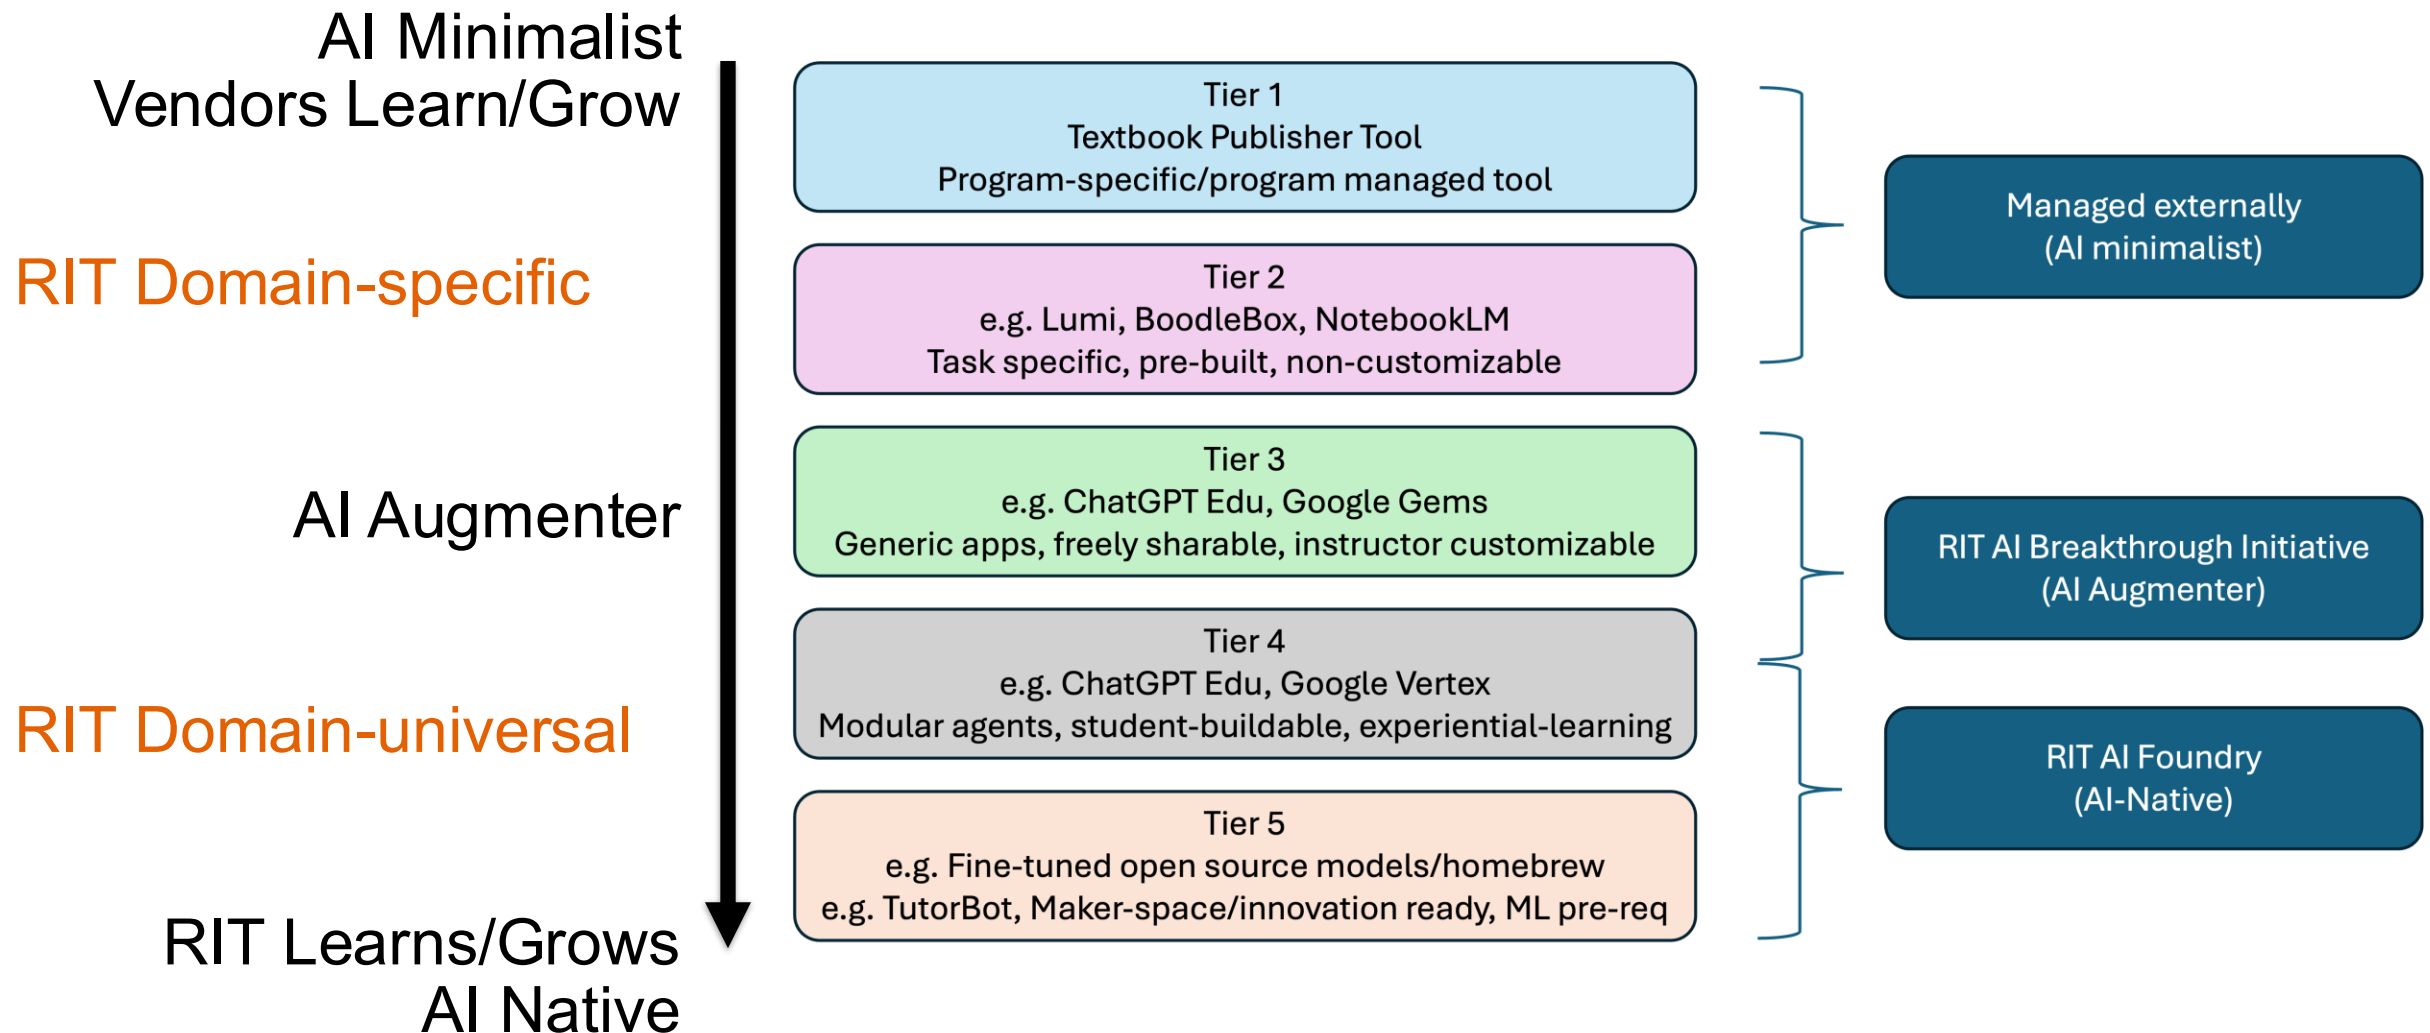 AI Minimalist
Vendors Learn/Grow
RIT Domain-specific
AI Augmenter
RIT Domain-universal
RIT Learns/Grows
AI Native
Tier 1
Textbook Publisher Tool
Program-specific/program managed tool
Tier 2
e.g. Lumi, BoodleBox, NotebookLM
Task specific, pre-built, non-customizable
Tier 3
e.g. ChatGPT Edu, Google Gems
Generic apps, freely sharable, instructor customizable
Tier 4
e.g. ChatGPT Edu, Google Vertex
Modular agents, student-buildable, experiential-learning
Tier 5
e.g. Fine-tuned open source models/homebrew
e.g. TutorBot, Maker-space/innovation ready, ML pre-req
Managed externally
(AI minimalist)
RIT AI Breakthrough Initiative
(AI Augmenter)
RIT AI Foundry
(AI-Native)